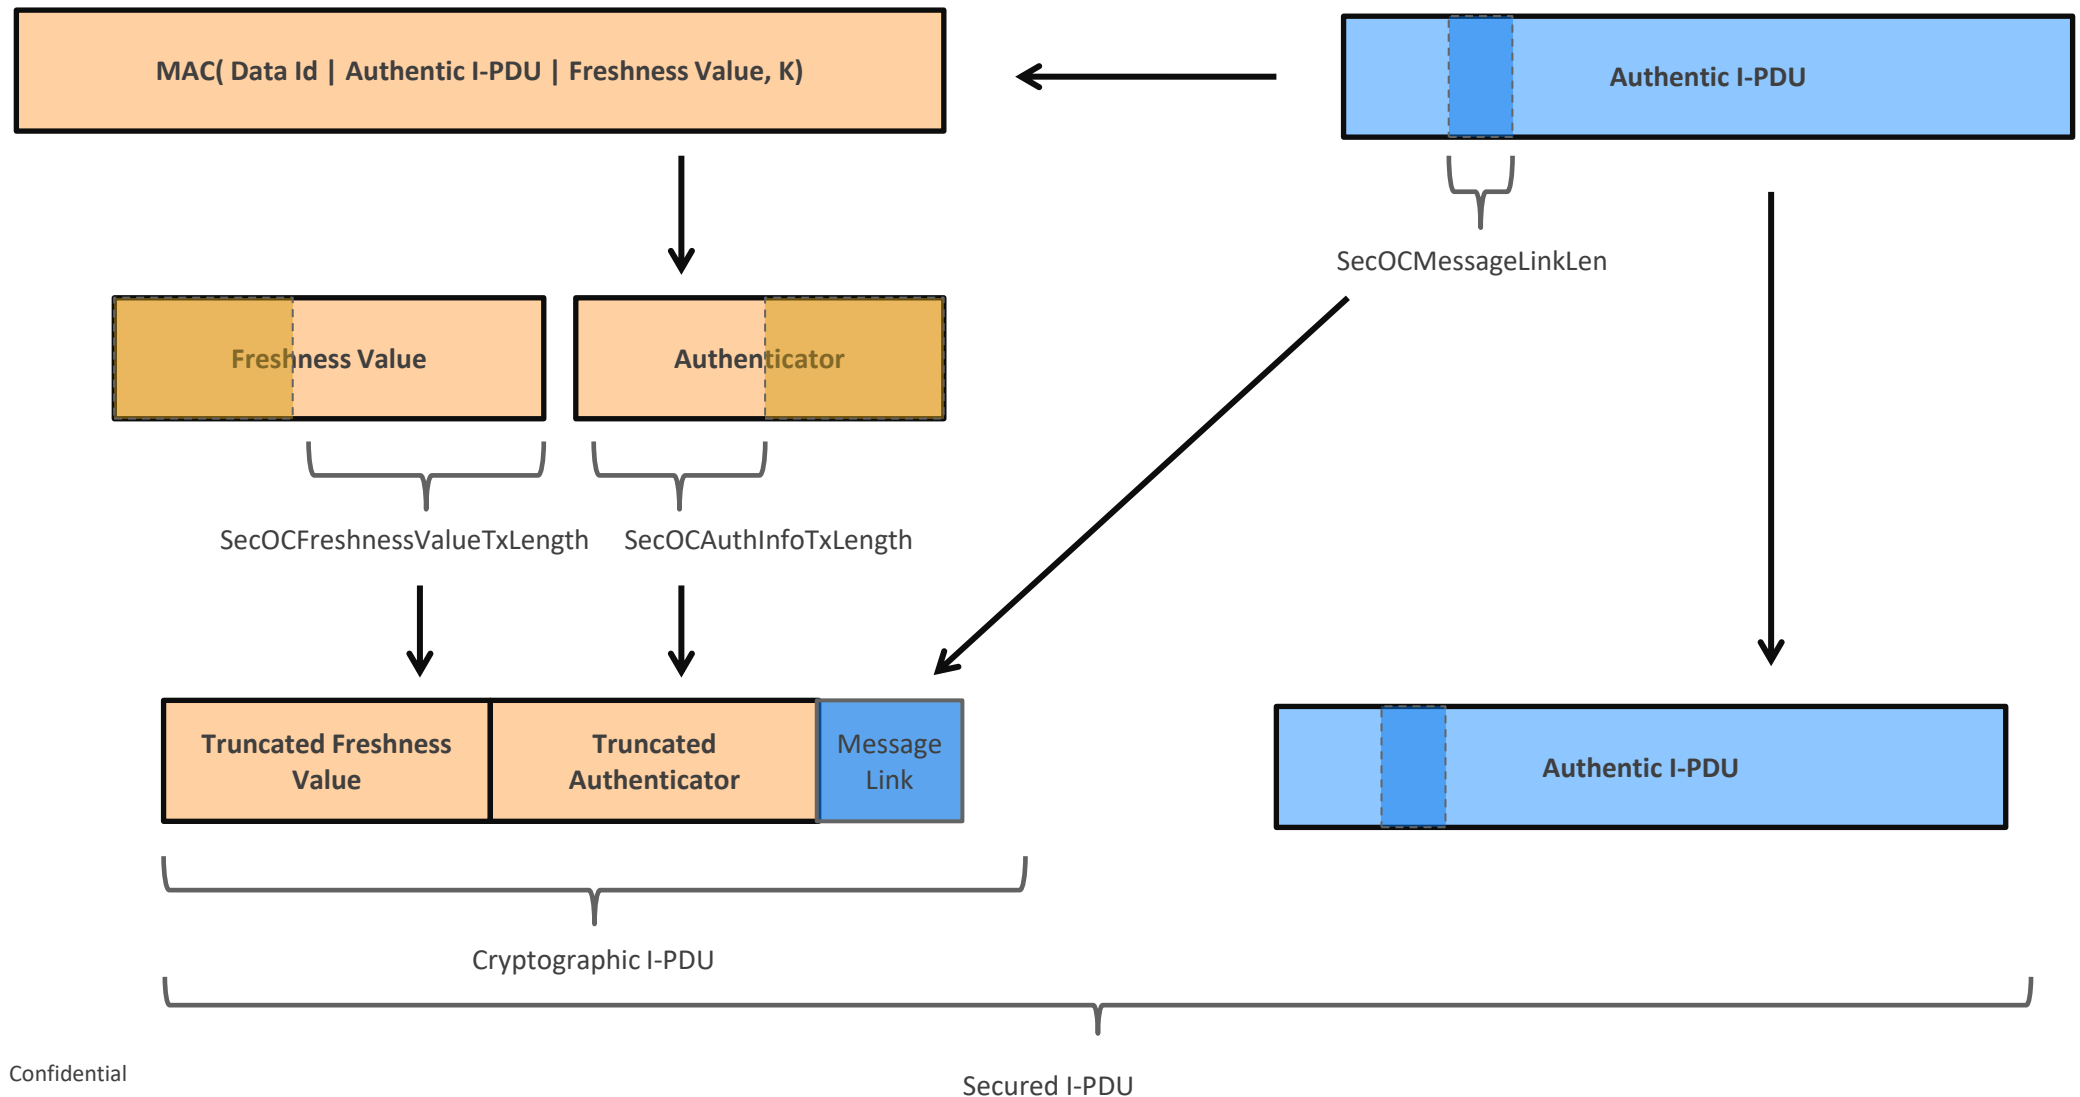 MAC( Data Id | Authentic I-PDU | Freshness Value, K)
Authentic I-PDU
SecOCMessageLinkLen
Freshness Value
Authenticator
SecOCFreshnessValueTxLength
SecOCAuthInfoTxLength
Truncated Freshness
Value
Truncated
Authenticator
Message
Link
Authentic I-PDU
Cryptographic I-PDU
Confidential
Secured I-PDU